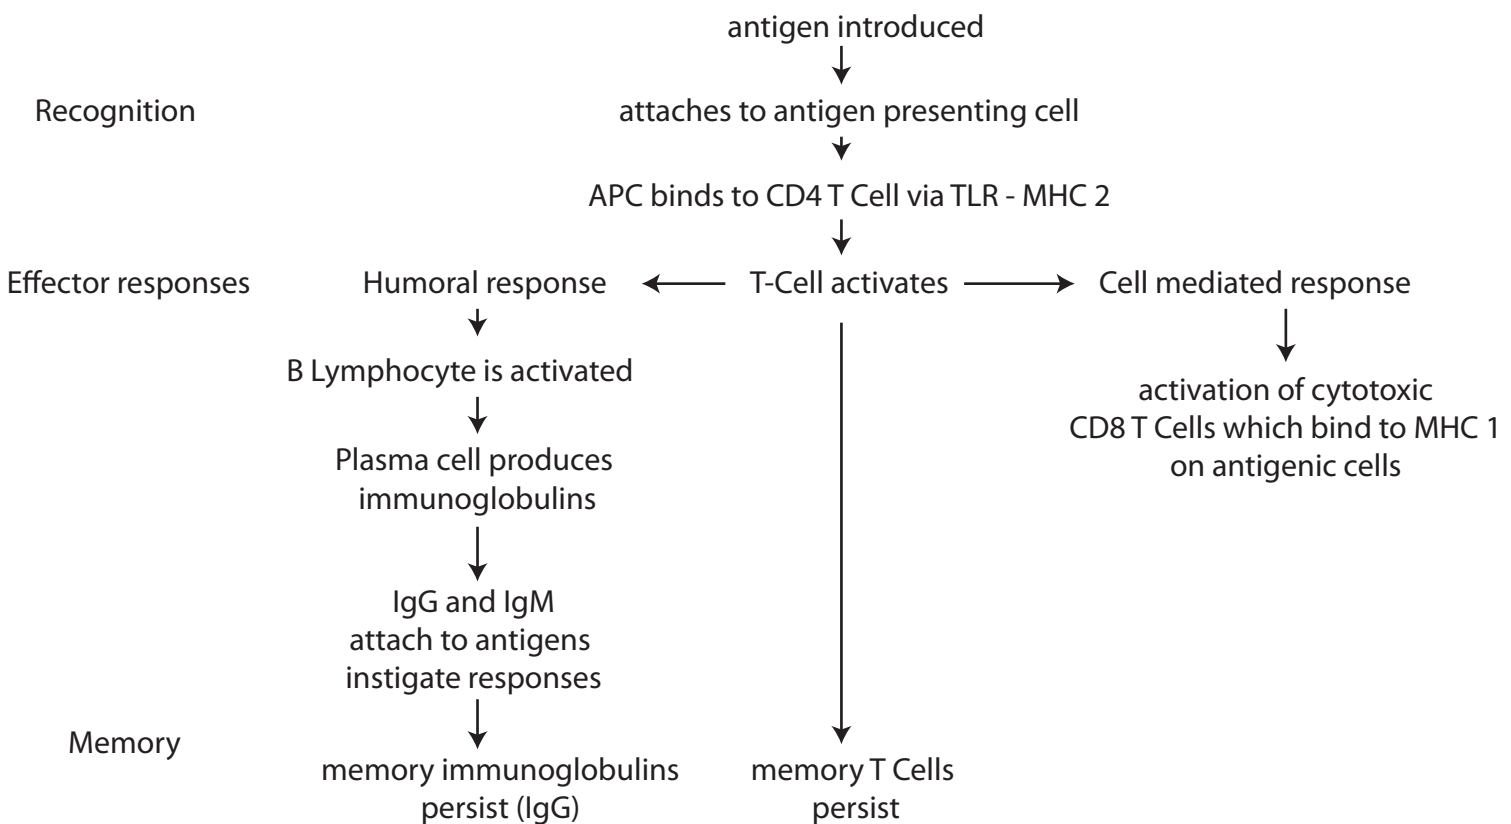 antigen introduced
Recognition
attaches to antigen presenting cell
APC binds to CD4 T Cell via TLR - MHC 2
Effector responses
Humoral response
T-Cell activates
Cell mediated response
B Lymphocyte is activated
activation of cytotoxic
CD8 T Cells which bind to MHC 1
on antigenic cells
Plasma cell produces
immunoglobulins
IgG and IgM
attach to antigens
instigate responses
Memory
memory immunoglobulins
persist (IgG)
memory T Cells
persist